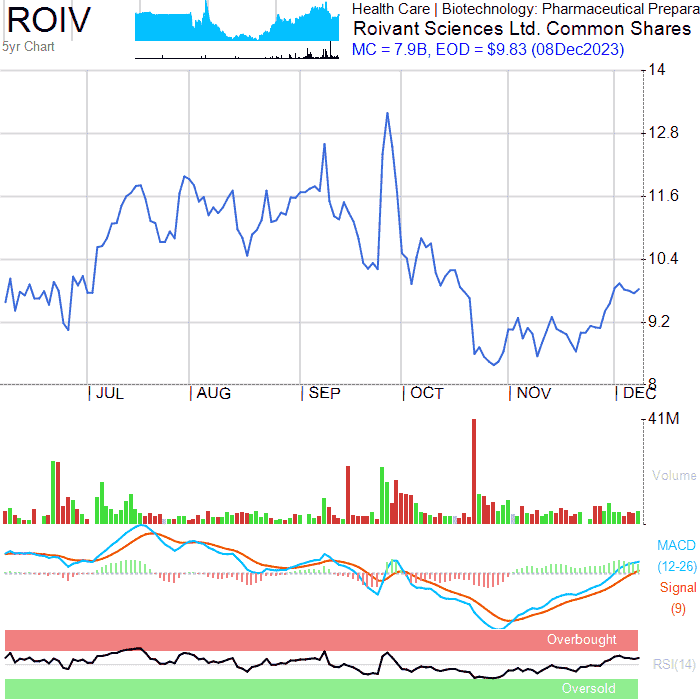 ROIV
5yr Chart
Health Care | Biotechnology: Pharmaceutical Prepara
Roivant Sciences Ltd. Common Shares
MC = 7.9B, EOD = $9.83 (08Dec2023)
14
12.8
11.6
10.4
9.2
8
JUL AUG SEP OCT NOV DEC
41M
Volume
MACD
(12-26)
Signal
(9)
Overbought
RSI(14)
Oversold